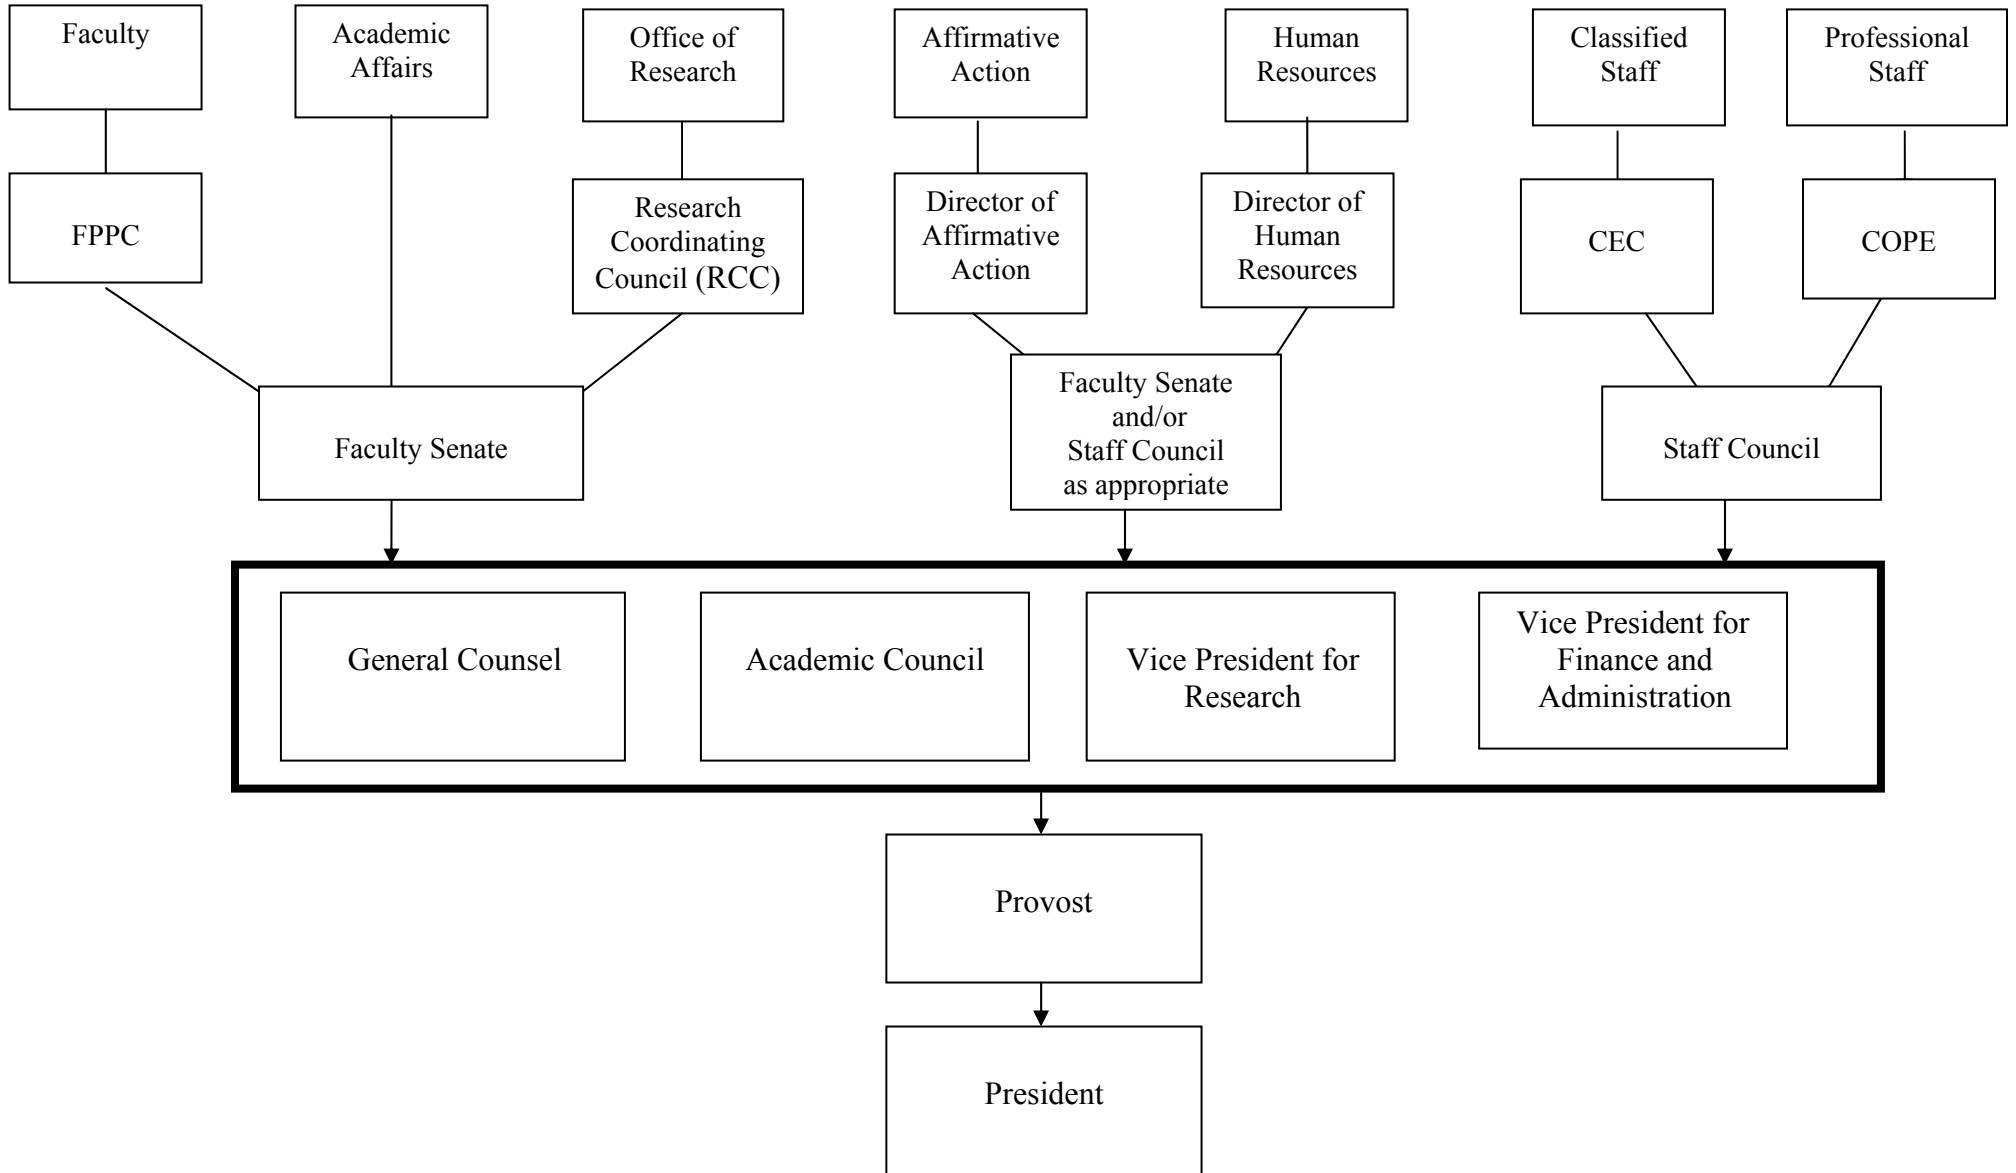 Faculty
Academic
Affairs
Office of
Research
Affirmative
Action
Human
Resources
Classified
Staff
Professional
Staff
FPPC
Research
Coordinating
Council (RCC)
Director of
Affirmative
Action
Director of
Human
Resources
CEC
COPE
Faculty Senate
Faculty Senate
and/or
Staff Council
as appropriate
Staff Council
General Counsel
Academic Council
Vice President for
Research
Vice President for
Finance and
Administration
Provost
President